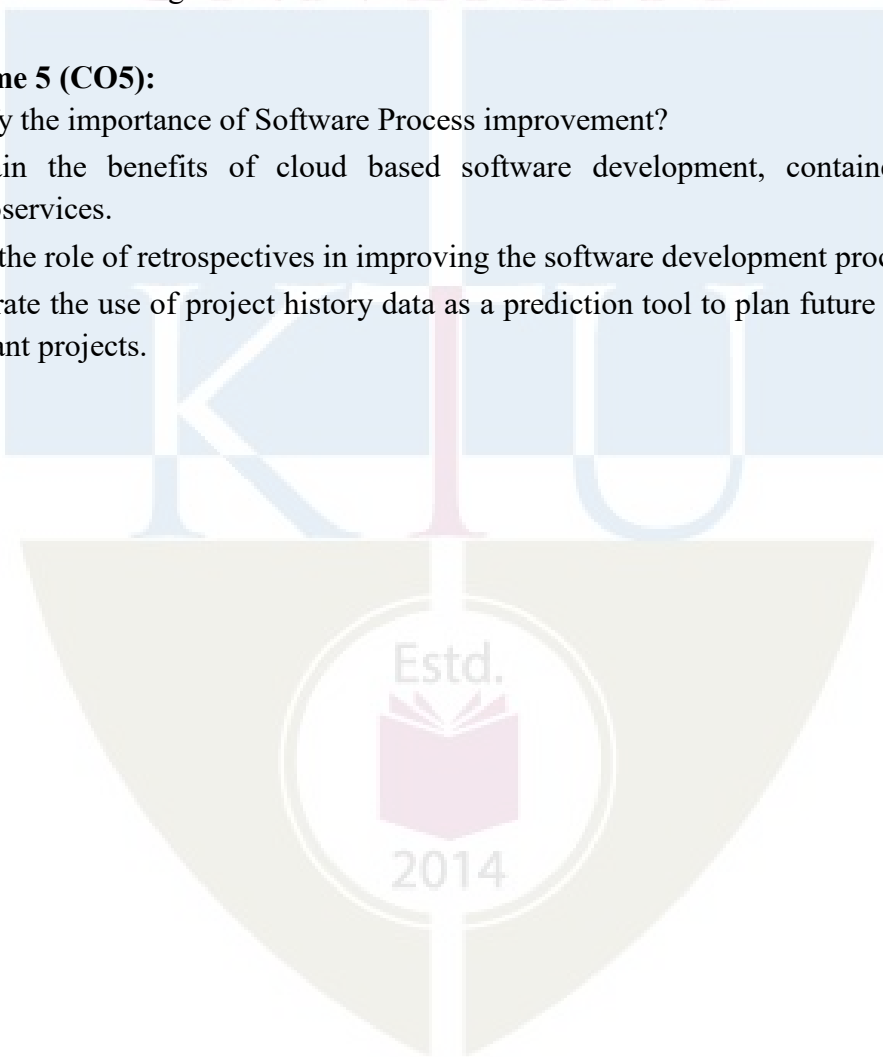 me 5 (CO5):
y the importance of Software Process improvement?
in the benefits of cloud based software development, containe
services.
the role of retrospectives in improving the software development proc
rate the use of project history data as a prediction tool to plan future
ant projects.
KTU
Estd.
2014